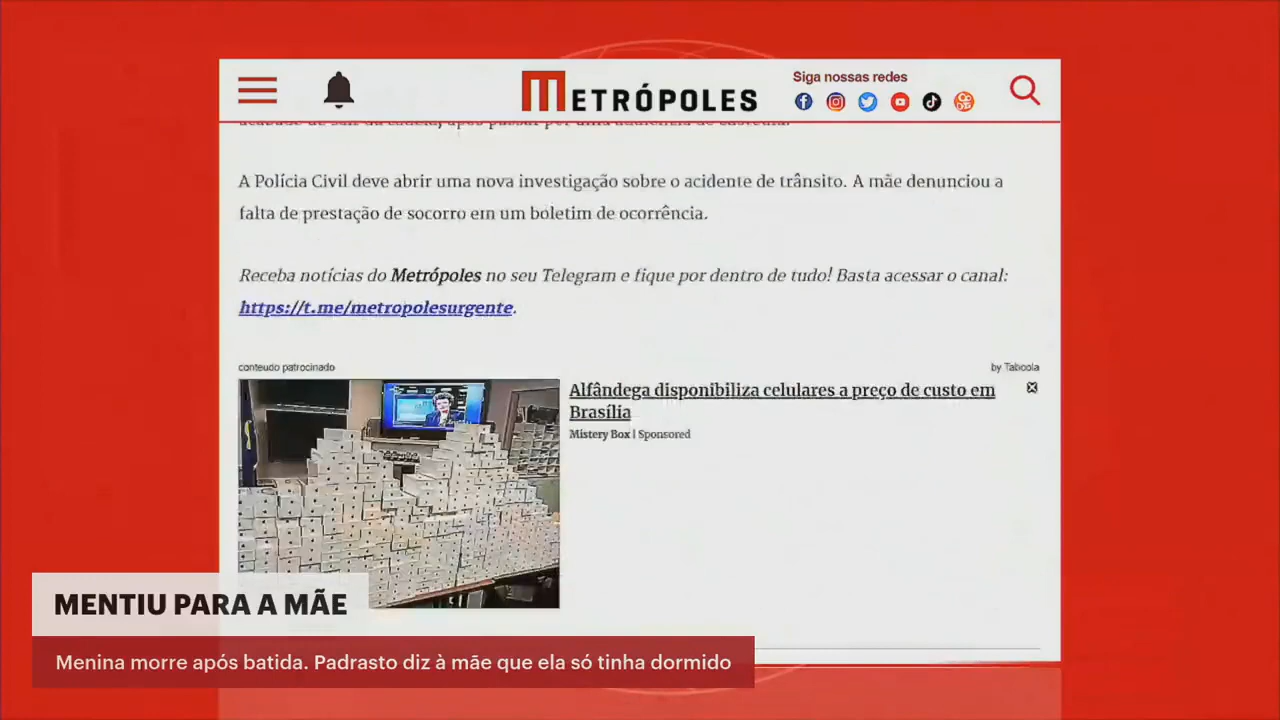 METRÓPOLES
Siga nossas redes
A Polícia Civil deve abrir uma nova investigação sobre o acidente de trânsito. A mãe denunciou a
falta de prestação de socorro em um boletim de ocorrência.
Receba notícias do Metrópoles no seu Telegram e fique por dentro de tudo! Basta acessar o canal:
https://t.me/metropolesurgente.
conteudo patrocinado
by Taboola
Alfândega disponibiliza celulares a preço de custo em
Brasília
Mistery Box | Sponsored
MENTIU PARA A MÃE
Menina morre após batida. Padrasto diz à mãe que ela só tinha dormido